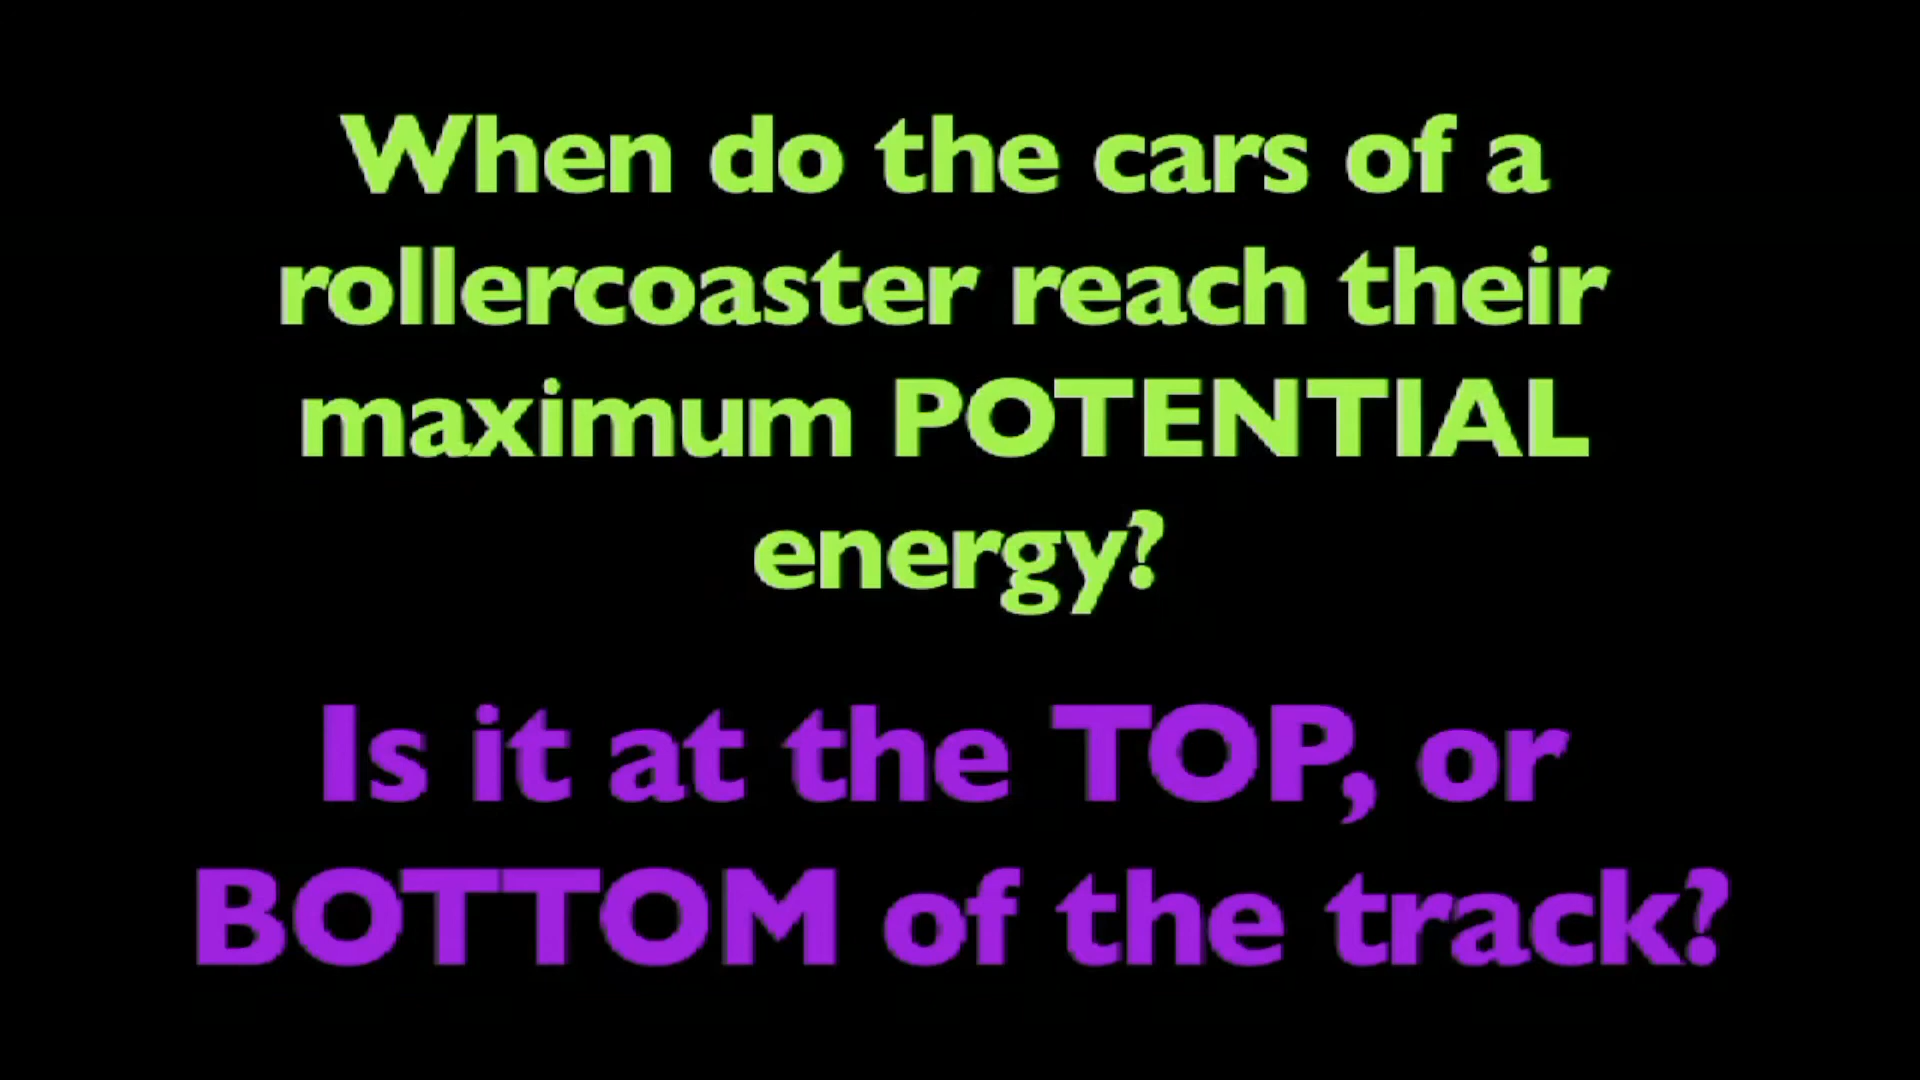 When do the cars of a
rollercoaster reach their
maximum POTENTIAL
energy?
Is it at the TOP, or
BOTTOM of the track?